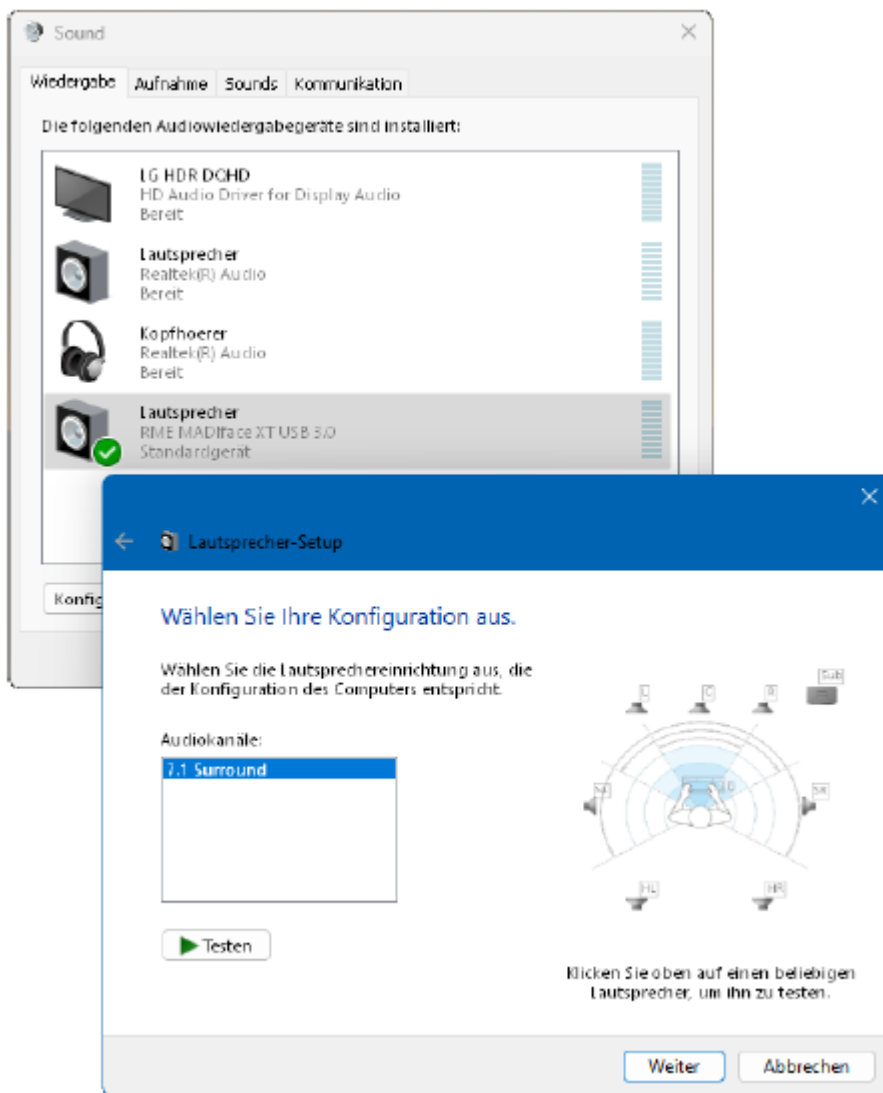 Sound
Wiedergabe Aufnahme Sounds Kommunikation
Die folgenden Audiowiedergabegeräte sind installiert:
LG HDR DQHD
HD Audio Driver for Display Audio
Bereit
Lautsprecher
Realtek(R) Audio
Bereit
Kopfhoerer
Realtek(R) Audio
Bereit
Lautsprecher
RME MADIface XT USB 3.0
Standardgerät
Konfig
Lautsprecher-Setup
Wählen Sie Ihre Konfiguration aus.
Wählen Sie die Lautsprechereinrichtung aus, die
der Konfiguration des Computers entspricht.
Audiokanäle:
7.1 Surround
Testen
L C R Sub
SR
HL HR
Klicken Sie oben auf einen beliebigen
Lautsprecher, um ihn zu testen.
Weiter Abbrechen